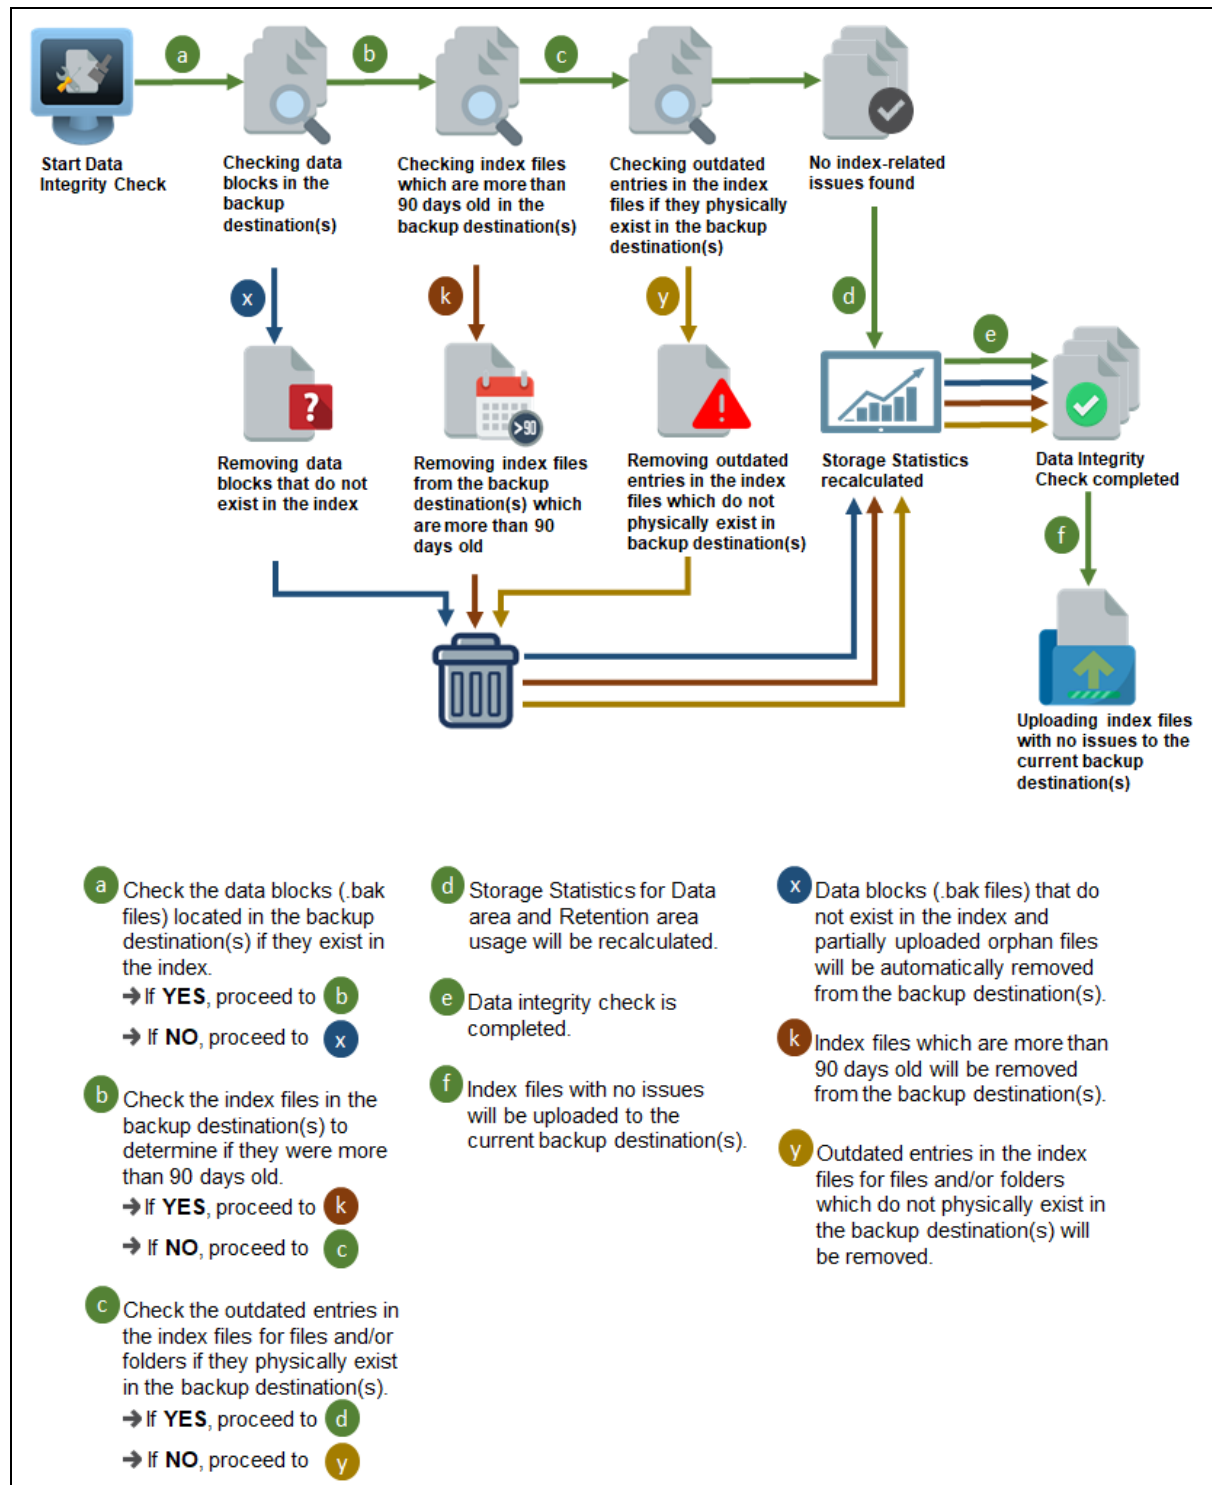 a
b
c
Start Data
Integrity Check
Checking data
blocks in the
backup
destination(s)
Checking index files
which are more than
90 days old in the
backup destination(s)
Checking outdated
entries in the index
files if they physically
exist in the backup
destination(s)
No index-related
issues found
x
k
y
d
e
?
>90
!
Removing data
blocks that do not
exist in the index
Removing index files
from the backup
destination(s) which
are more than 90
days old
Removing outdated
entries in the index
files which do not
physically exist in
backup destination(s)
Storage Statistics
recalculated
Data Integrity
Check completed
f
Uploading index files
with no issues to the
current backup
destination(s)
a Check the data blocks (.bak
files) located in the backup
destination(s) if they exist in
the index.
➔ If YES, proceed to b
➔ If NO, proceed to x
b Check the index files in the
backup destination(s) to
determine if they were more
than 90 days old.
➔ If YES, proceed to k
➔ If NO, proceed to c
c Check the outdated entries in
the index files for files and/or
folders if they physically exist
in the backup destination(s).
➔ If YES, proceed to d
➔ If NO, proceed to y
d Storage Statistics for Data
area and Retention area
usage will be recalculated.
e Data integrity check is
completed.
f Index files with no issues
will be uploaded to the
current backup destination(s).
x Data blocks (.bak files) that do
not exist in the index and
partially uploaded orphan files
will be automatically removed
from the backup destination(s).
k Index files which are more than
90 days old will be removed
from the backup destination(s).
y Outdated entries in the index
files for files and/or folders
which do not physically exist in
the backup destination(s) will
be removed.